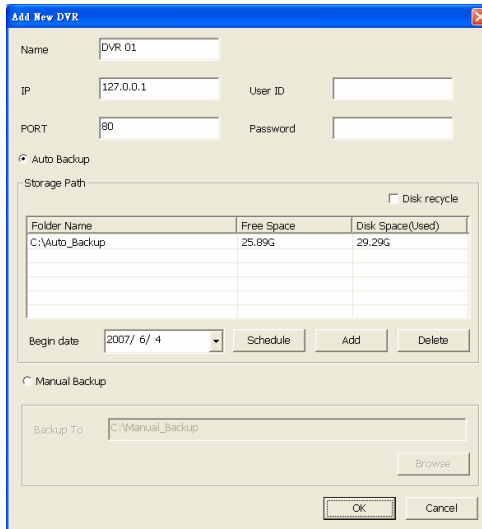 Add New DVR
Name DVR 01
IP 127.0.0.1 User ID
PORT 80 Password
Auto Backup
Storage Path
Disk recycle
Folder Name Free Space Disk Space(Used)
C:\Auto_Backup 25.89G 29.29G
Begin date 2007/ 6/ 4 Schedule Add Delete
Manual Backup
Backup To C:\Manual_Backup
Browse
OK Cancel